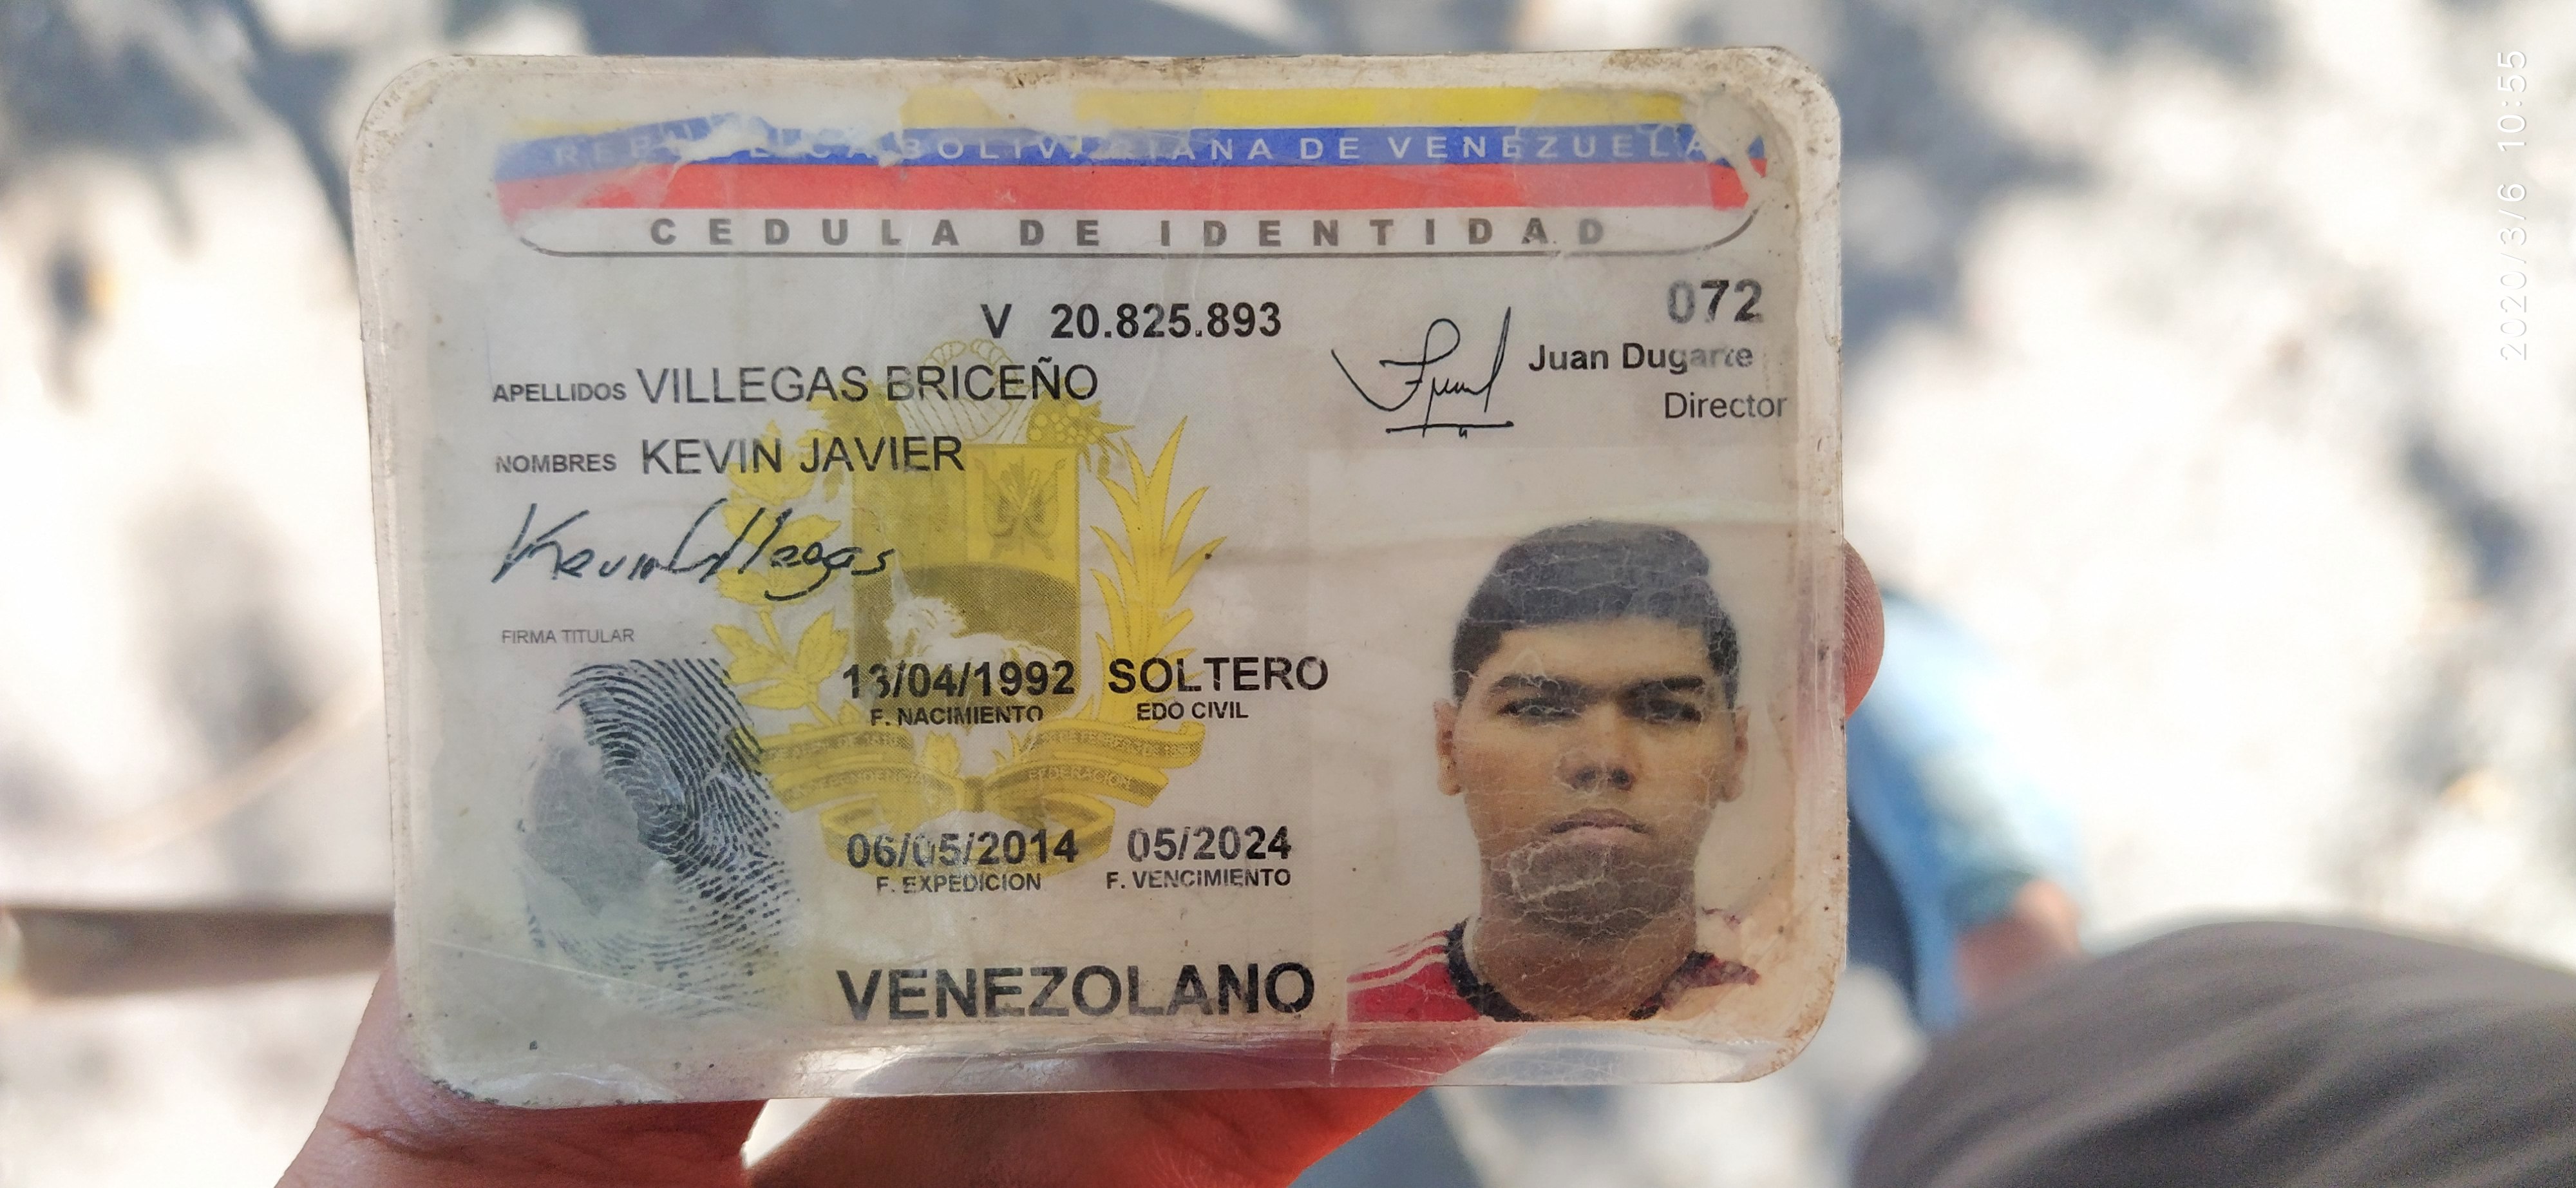 REPUBLICA BOLIVARIANA DE VENEZUELA
CEDULA DE IDENTIDAD
V 20.825.893 072
APELLIDOS VILLEGAS BRICEÑO
Juan Dugarte
Director
NOMBRES KEVIN JAVIER
FIRMA TITULAR
13/04/1992 SOLTERO
F. NACIMIENTO EDO CIVIL
06/05/2014 05/2024
F. EXPEDICION F. VENCIMIENTO
VENEZOLANO
2020/3/6 10:55